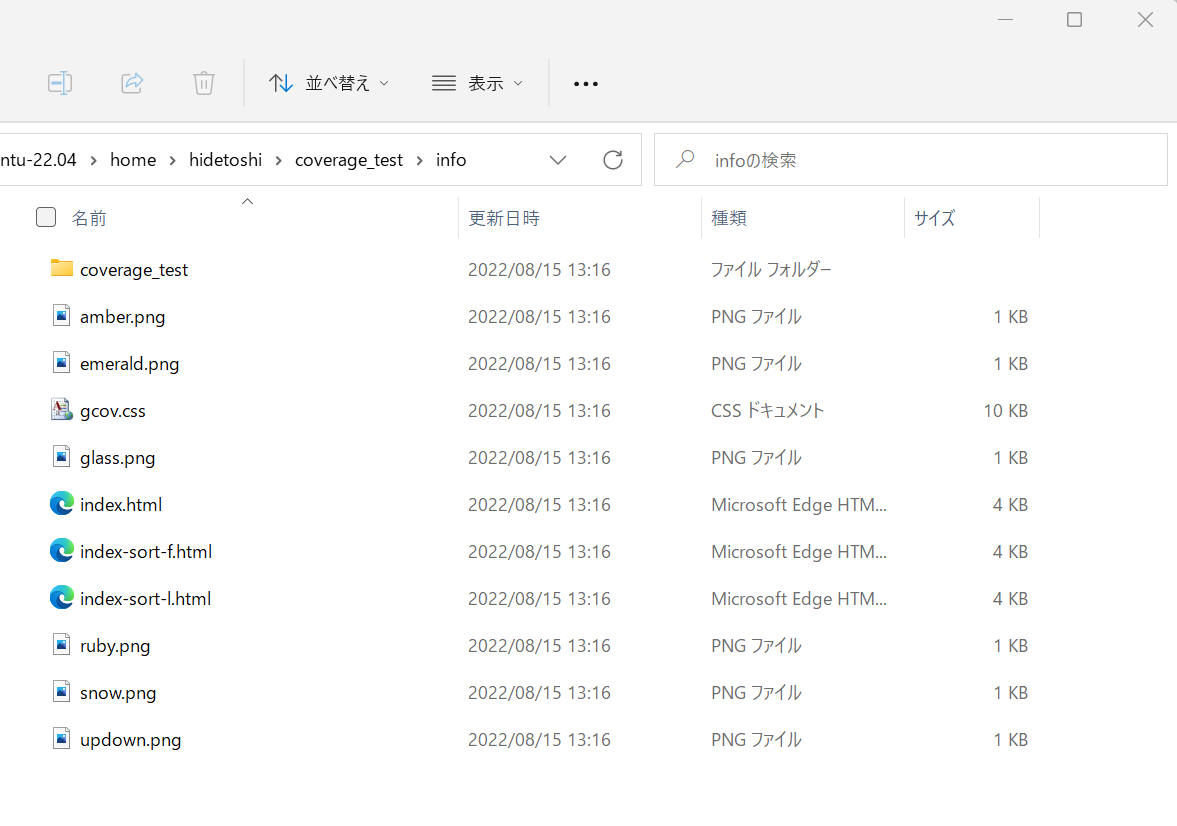 並べ替え 表示
ntu-22.04 > home > hidetoshi > coverage_test > info infoの検索
名前 更新日時 種類 サイズ
coverage_test 2022/08/15 13:16 ファイル フォルダー
amber.png 2022/08/15 13:16 PNG ファイル 1 KB
emerald.png 2022/08/15 13:16 PNG ファイル 1 KB
gcov.css 2022/08/15 13:16 CSS ドキュメント 10 KB
glass.png 2022/08/15 13:16 PNG ファイル 1 KB
index.html 2022/08/15 13:16 Microsoft Edge HTM... 4 KB
index-sort-f.html 2022/08/15 13:16 Microsoft Edge HTM... 4 KB
index-sort-l.html 2022/08/15 13:16 Microsoft Edge HTM... 4 KB
ruby.png 2022/08/15 13:16 PNG ファイル 1 KB
snow.png 2022/08/15 13:16 PNG ファイル 1 KB
updown.png 2022/08/15 13:16 PNG ファイル 1 KB